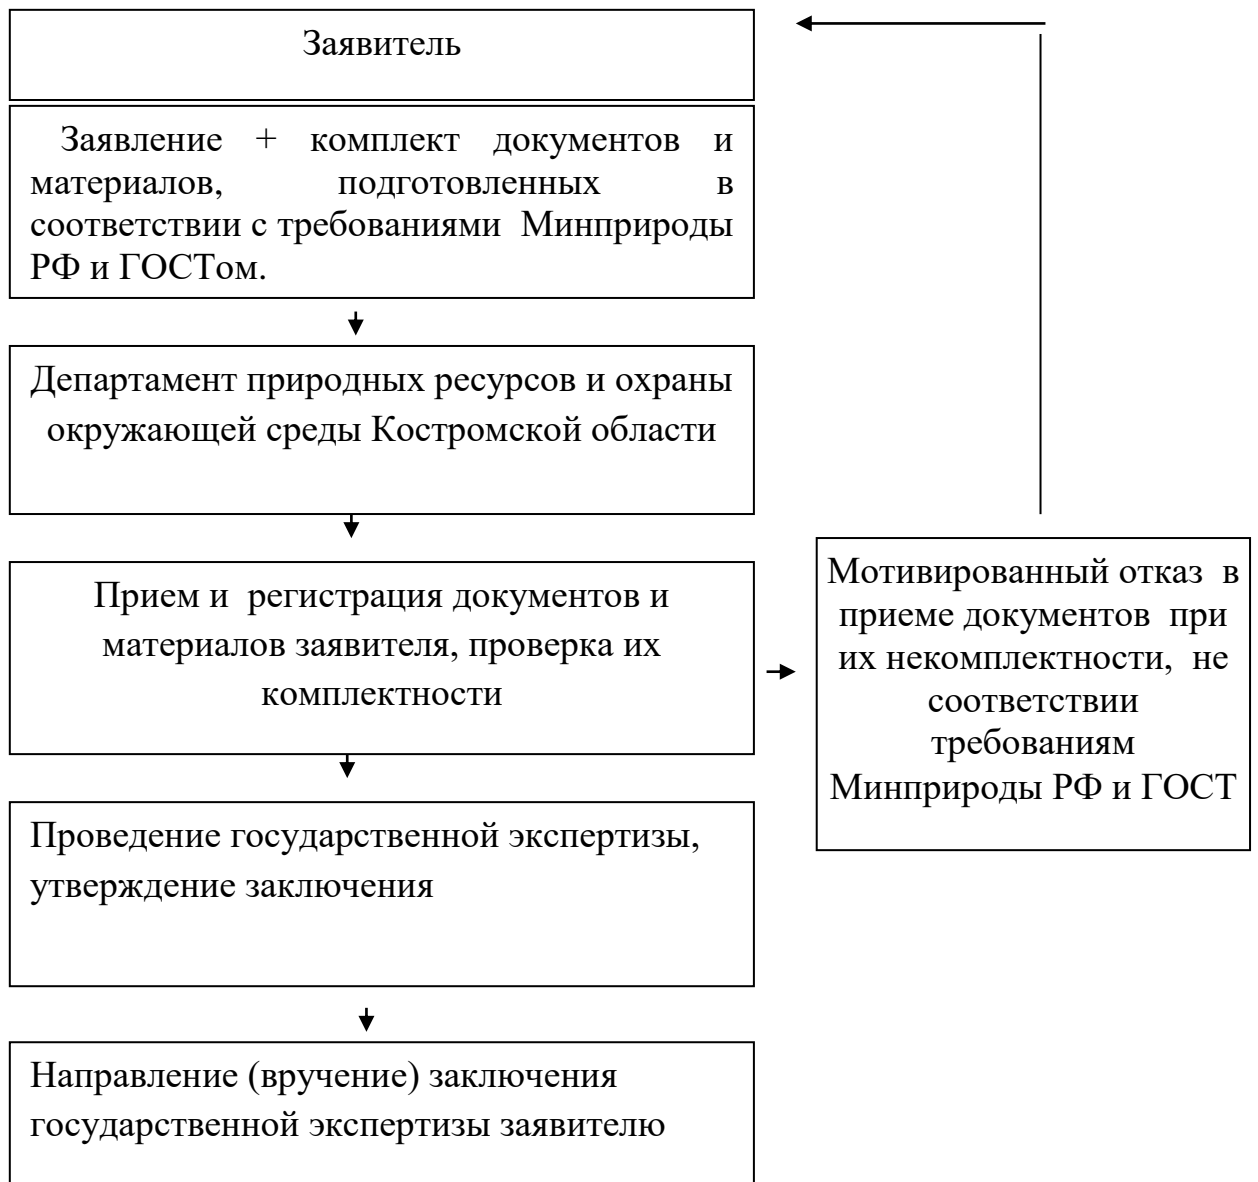 Заявитель
Заявление + комплект документов и
материалов, подготовленных в
соответствии с требованиями Минприроды
РФ и ГОСТом.
Департамент природных ресурсов и охраны
окружающей среды Костромской области
Прием и регистрация документов и
материалов заявителя, проверка их
комплектности
Мотивированный отказ в
приеме документов при
их некомплектности, не
соответствии
требованиям
Минприроды РФ и ГОСТ
Проведение государственной экспертизы,
утверждение заключения
Направление (вручение) заключения
государственной экспертизы заявителю